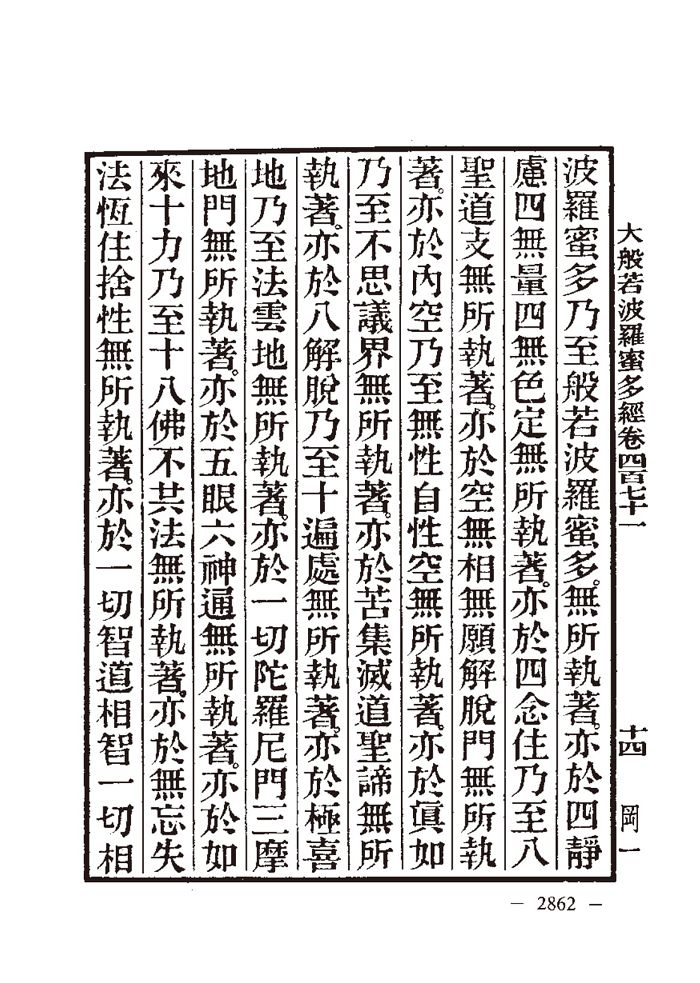 大般若波羅蜜多經卷四百七十一
十四
岡一
波羅蜜多乃至般若波羅蜜多。無所執著。亦於四靜
慮四無量四無色定無所執著。亦於四念住乃至八
聖道支無所執著。亦於空無相無願解脫門無所執
著。亦於內空乃至無性自性空無所執著。亦於眞如
乃至不思議界無所執著。亦於苦集滅道聖諦無所
執著。亦於八解脫乃至十遍處無所執著。亦於極喜
地乃至法雲地無所執著。亦於一切陀羅尼門三摩
地門無所執著。亦於五眼六神通無所執著。亦於如
來十力乃至十八佛不共法無所執著。亦於無忘失
法恆住捨性無所執著。亦於一切智道相智一切相
— 2862 —